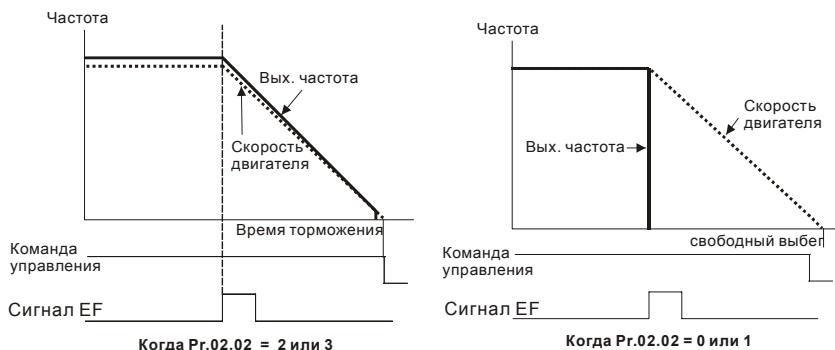 Частота
Вых. частота
Скорость
двигателя
Время торможения
Команда
управления
Сигнал EF
Когда Pr.02.02 = 2 или 3
Частота
Скорость
двигателя
Вых. частота
свободный выбег
Команда
управления
Сигнал EF
Когда Pr.02.02 = 0 или 1